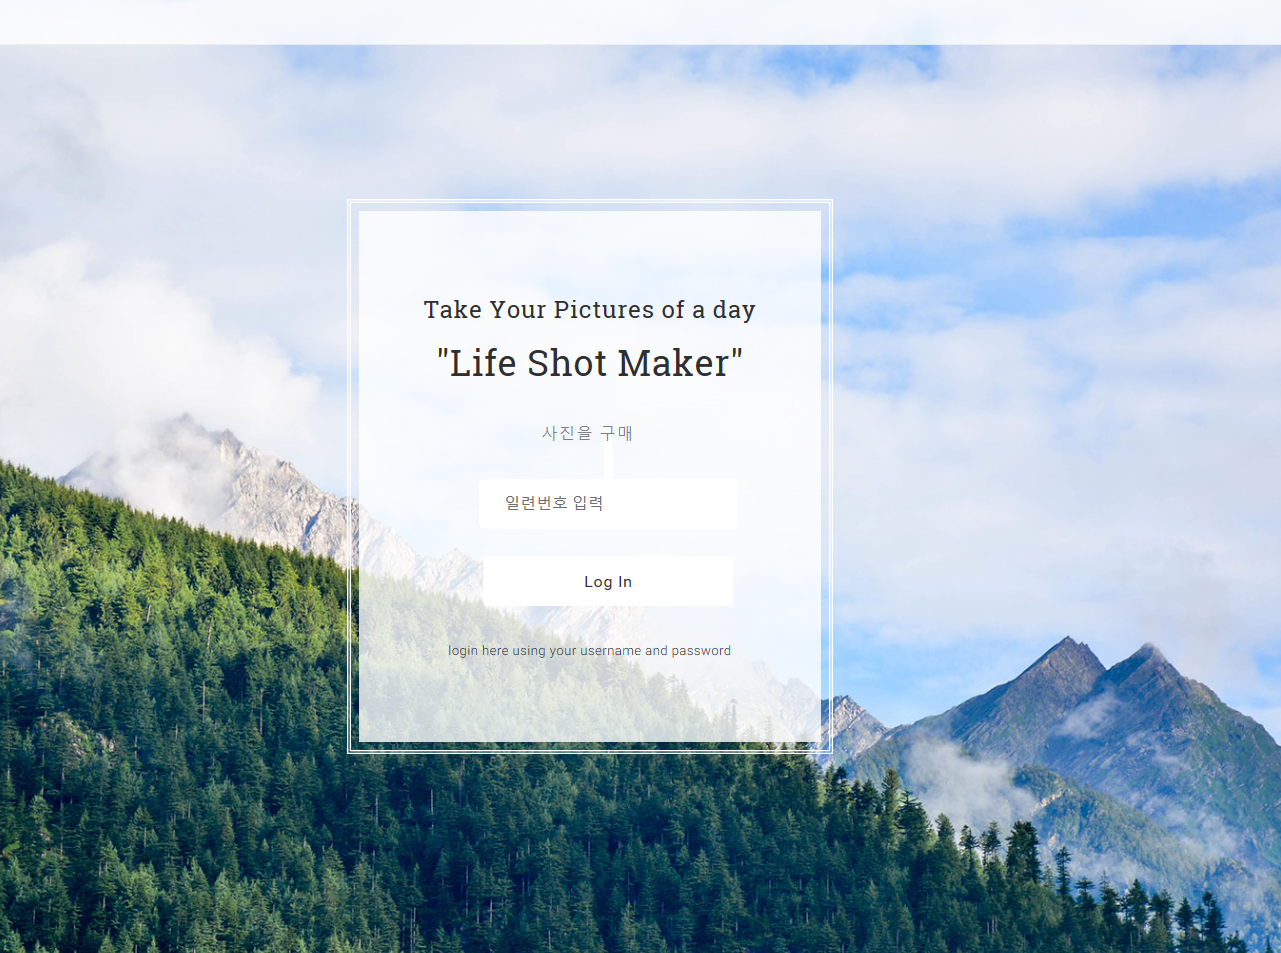 Take Your Pictures of a day
"Life Shot Maker"
사진을 구매
일련번호 입력
Log In
login here using your username and password